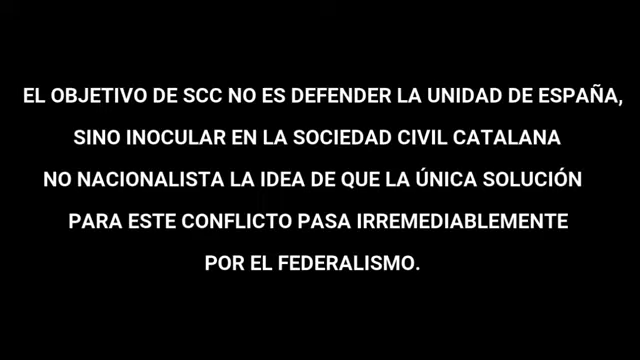 EL OBJETIVO DE SCC NO ES DEFENDER LA UNIDAD DE ESPAÑA,
SINO INOCULAR EN LA SOCIEDAD CIVIL CATALANA
NO NACIONALISTA LA IDEA DE QUE LA ÚNICA SOLUCIÓN
PARA ESTE CONFLICTO PASA IRREMEDIABLEMENTE
POR EL FEDERALISMO.